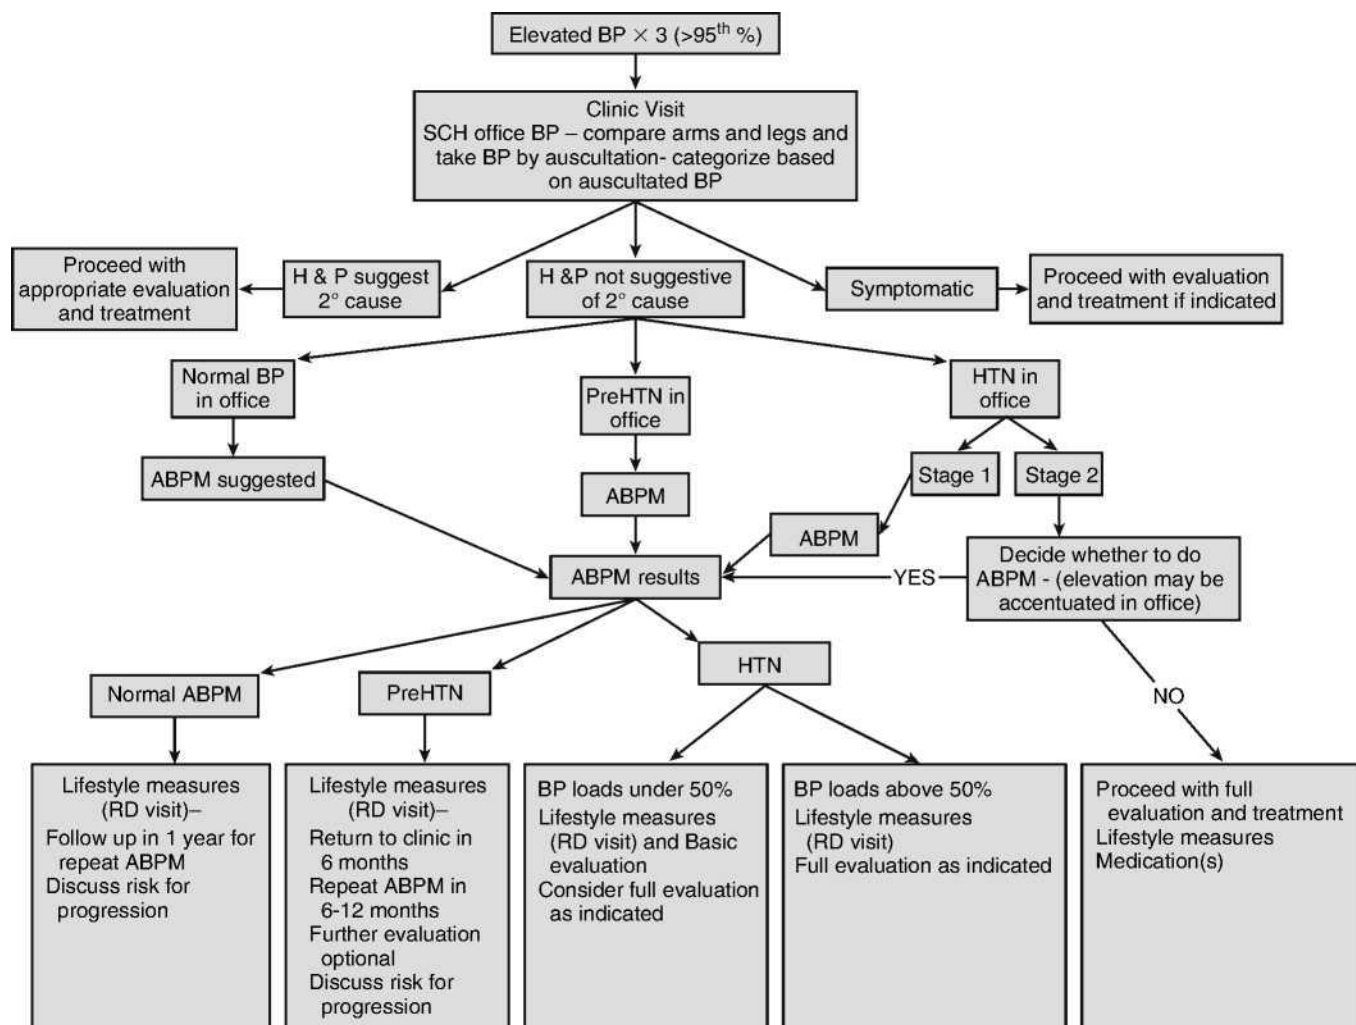 Elevated BP × 3 (>95th %)
Clinic Visit
SCH office BP – compare arms and legs and
take BP by auscultation- categorize based
on auscultated BP
Proceed with
appropriate evaluation
and treatment
H & P suggest
2° cause
H &P not suggestive
of 2° cause
Symptomatic
Proceed with evaluation
and treatment if indicated
Normal BP
in office
PreHTN in
office
HTN in
office
ABPM suggested
ABPM
Stage 1
Stage 2
ABPM
ABPM results
YES
Decide whether to do
ABPM - (elevation may be
accentuated in office)
Normal ABPM
PreHTN
HTN
NO
Lifestyle measures
(RD visit)–
Follow up in 1 year for
repeat ABPM
Discuss risk for
progression
Lifestyle measures
(RD visit)–
Return to clinic in
6 months
Repeat ABPM in
6-12 months
Further evaluation
optional
Discuss risk for
progression
BP loads under 50%
Lifestyle measures
(RD visit) and Basic
evaluation
Consider full evaluation
as indicated
BP loads above 50%
Lifestyle measures
(RD visit)
Full evaluation as indicated
Proceed with full
evaluation and treatment
Lifestyle measures
Medication(s)